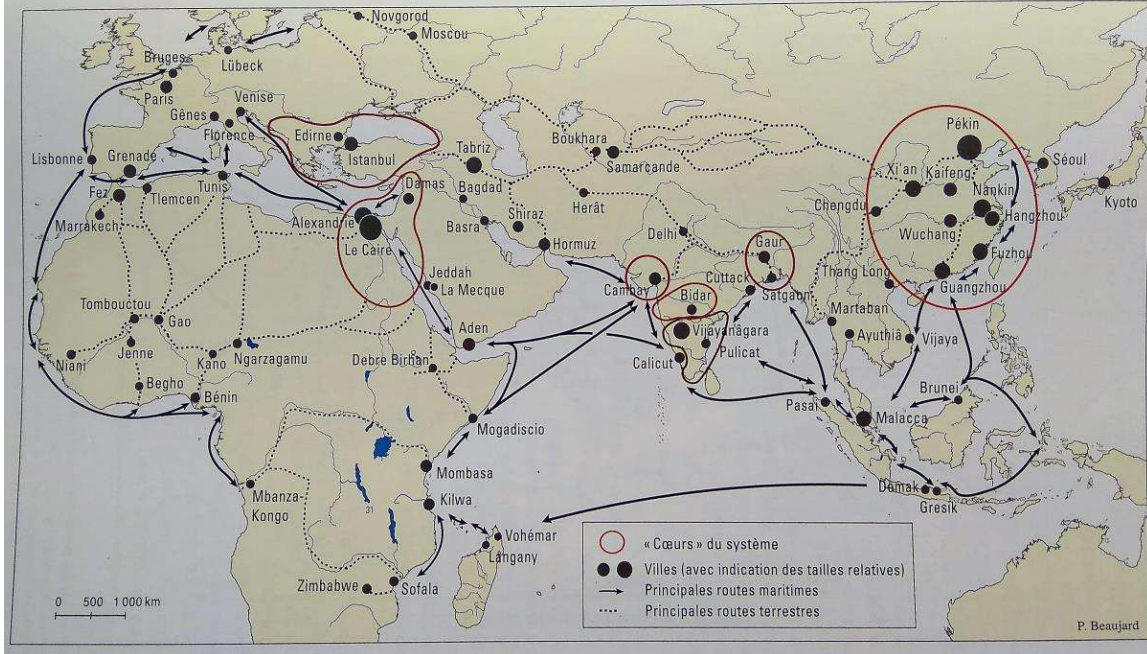 Novgorod
Moscou
Bruges
Lübeck
Paris
Venise
Gênes
Florence
Edirne
Istanbul
Boukhara
Samarcande
Pékin
Séoul
Kyoto
Lisbonne
Grenade
Tabriz
Xi'an
Kaifeng
Nankin
Fez
Tlemcen
Tunis
Damas
Bagdad
Herât
Chengdu
Hangzhou
Marrakech
Alexandrie
Le Caire
Basra
Shiraz
Hormuz
Delhi
Wuchang
Fuzhou
Gaur
Jeddah
La Mecque
Cambay
Cuttack
Satgaon
Thang Long
Guangzhou
Tombouctou
Gao
Bidar
Martaban
Aden
Vijayânâgara
Ayuthiâ
Vijaya
Jenne
Niani
Kano
Ngarzagamu
Debre Birhan
Calicut
Pulicat
Begho
Bénin
Brunei
Pasai
Malacca
Mogadiscio
Mombasa
Mbanza-
Kongo
31
Kilwa
Demak
Gresik
Vohémar
Langany
Zimbabwe
Sofala
0 500 1 000 km
«Cœurs» du système
Villes (avec indication des tailles relatives)
Principales routes maritimes
Principales routes terrestres
P. Beaujard